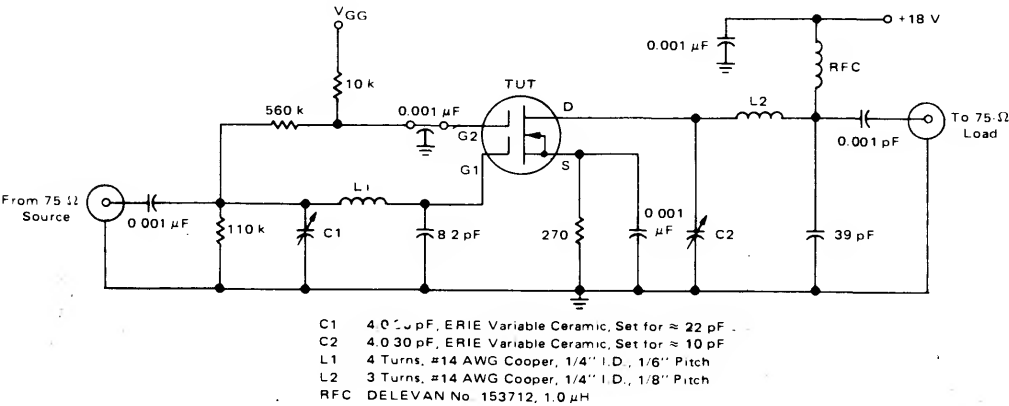 VGG
+18 V
0.001 µF
RFC
10 k
TUT
560 k
0.001 µF
D
L2
G2
To 75-Ω
Load
0.001 pF
G1
S
From 75 Ω
Source
L1
0 001 µF
110 k
C1
8 2 pF
270
0 001
µF
C2
39 pF
C1 4.0 pF, ERIE Variable Ceramic, Set for ≈ 22 pF
C2 4.0 30 pF, ERIE Variable Ceramic, Set for ≈ 10 pF
L1 4 Turns, #14 AWG Cooper, 1/4'' I.D., 1/6'' Pitch
L2 3 Turns, #14 AWG Cooper, 1/4'' I.D., 1/8'' Pitch
RFC DELEVAN No 153712, 1.0 µH